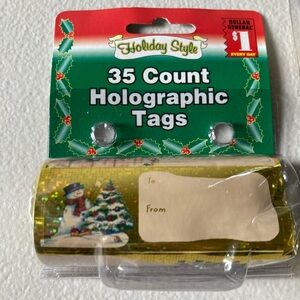 Holiday Style
DOLLAR
GENERAL
$1
EVERY DAY
35 Count
Holographic
Tags
To
From